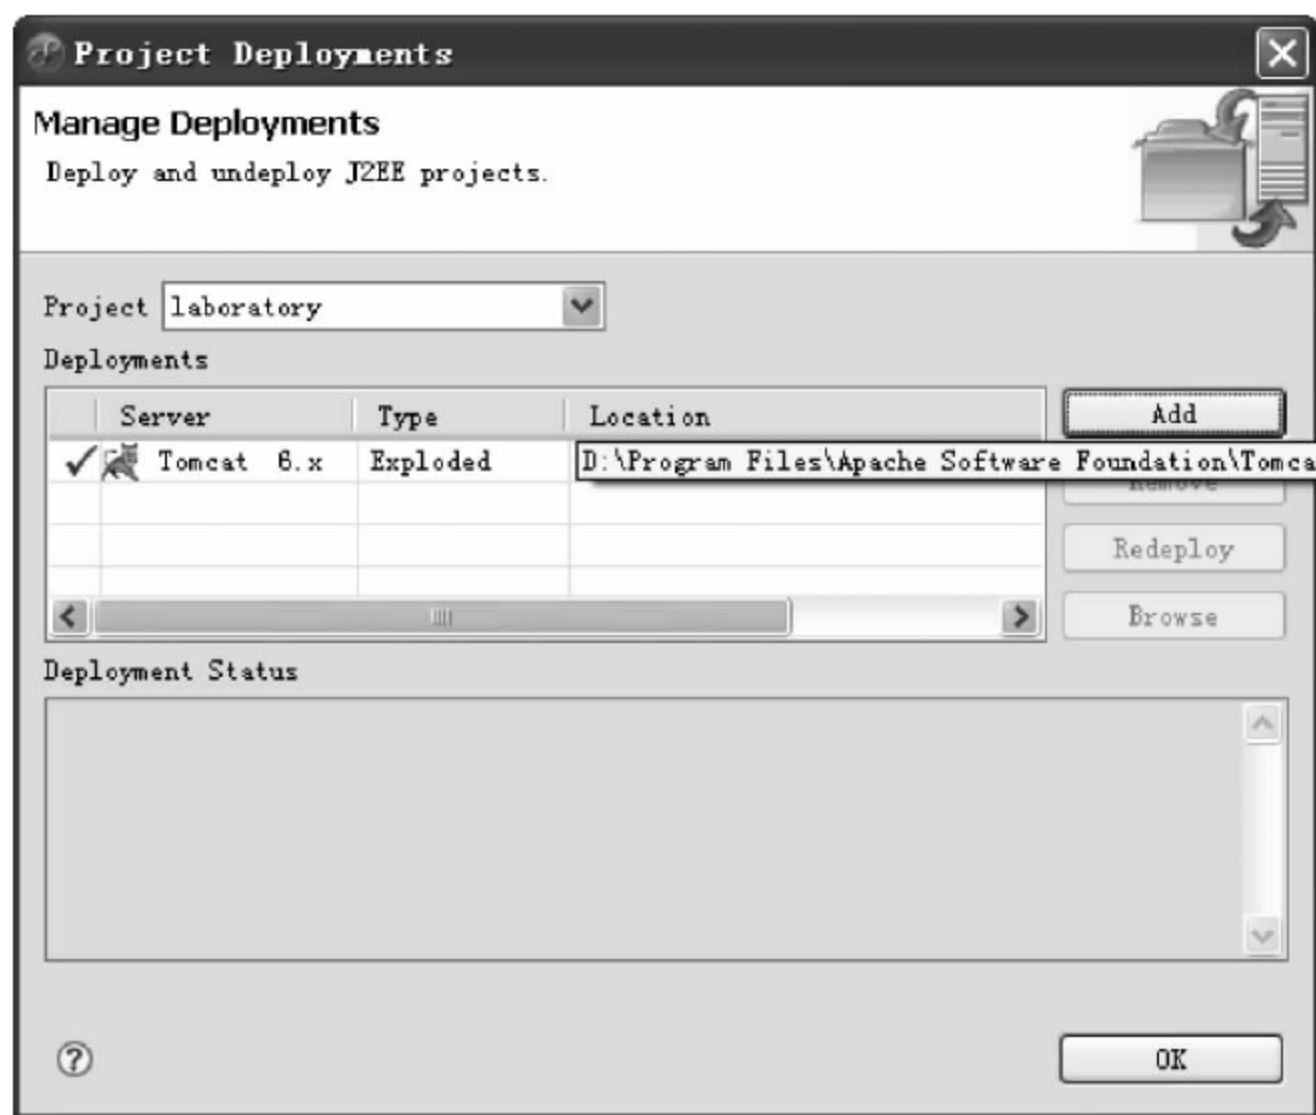 Project Deployments
Manage Deployments
Deploy and undeploy J2EE projects.
Project laboratory
Deployments
Server Type Location Add
Tomcat 6.x Exploded D:\Program Files\Apache Software Foundation\Tomca
Remove
Redeploy
Browse
Deployment Status
OK